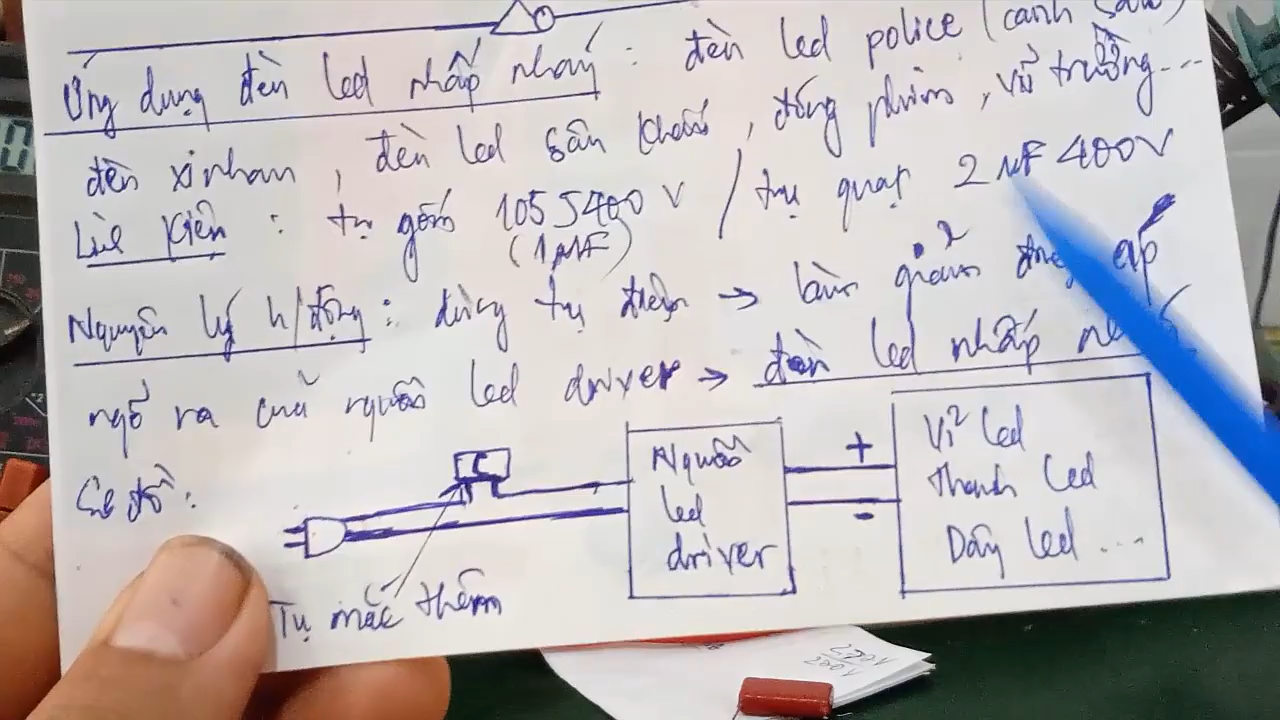 Ứng dụng đèn led nhấp nháy : đèn led police (cảnh sát)
đèn xi nhan , đèn led sân khấu , đóng phim , vũ trường ...
Linh kiện : tụ gốm 105J400V / tụ quạt 2µF 400V
(1µF)
Nguyên lý h/động : dùng tụ điện → làm giảm điện áp
ngõ ra của nguồn led driver → đèn led nhấp nháy
Sơ đồ :
C
Nguồn
led
driver
+
-
Vỉ led
thanh led
Dây led ...
Tụ mắc thêm